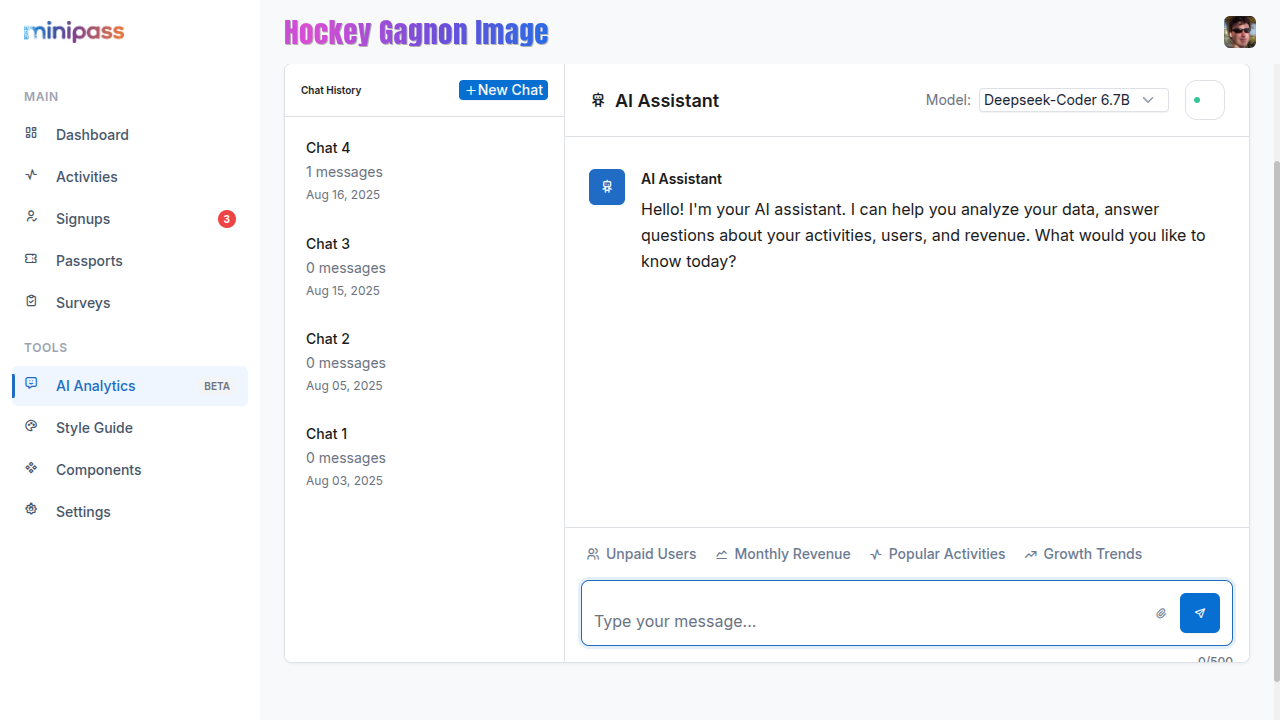 minipass
Hockey Gagnon Image
MAIN
Dashboard
Activities
Signups 3
Passports
Surveys
TOOLS
AI Analytics BETA
Style Guide
Components
Settings
Chat History
+ New Chat
Chat 4
1 messages
Aug 16, 2025
Chat 3
0 messages
Aug 15, 2025
Chat 2
0 messages
Aug 05, 2025
Chat 1
0 messages
Aug 03, 2025
AI Assistant
Model: Deepseek-Coder 6.7B
AI Assistant
Hello! I'm your AI assistant. I can help you analyze your data, answer
questions about your activities, users, and revenue. What would you like to
know today?
Unpaid Users Monthly Revenue Popular Activities Growth Trends
Type your message...
0/500